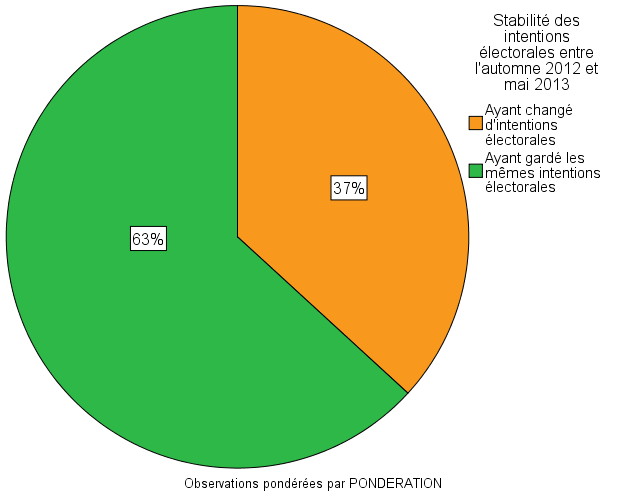 Stabilité des
intentions
électorales entre
l'automne 2012 et
mai 2013
Ayant changé
d'intentions
électorales
Ayant gardé les
mêmes intentions
électorales
37%
63%
Observations pondérées par PONDERATION